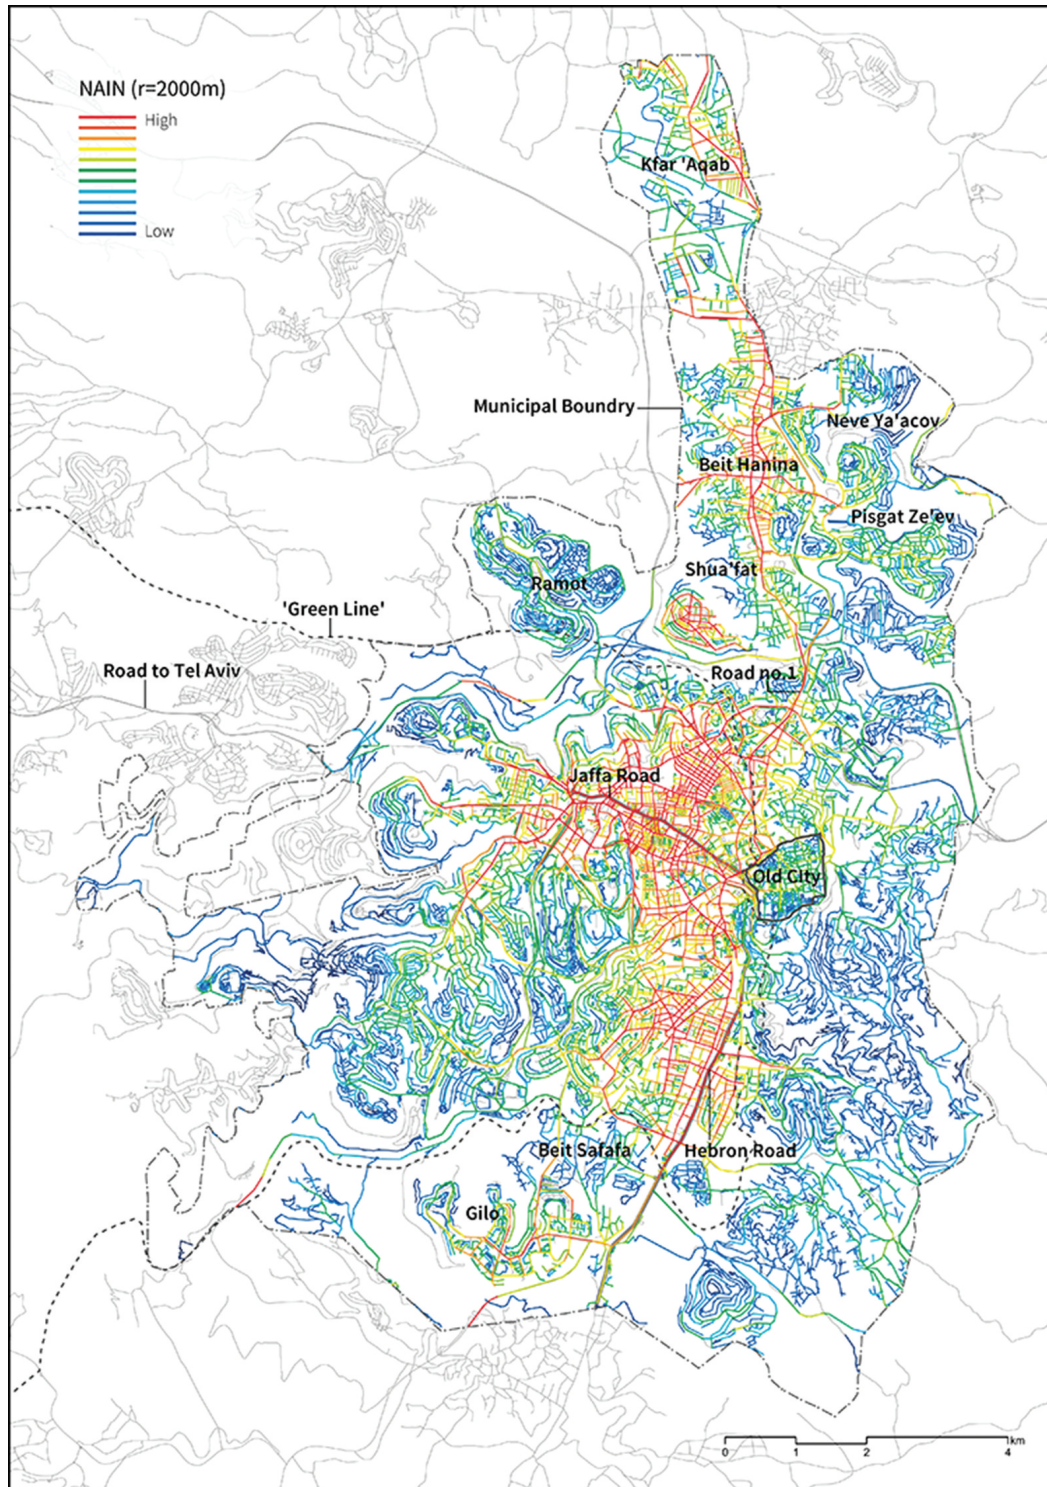 NAIN (r=2000m)
High
Low
Kfar 'Aqab
Municipal Boundry
Neve Ya'acov
Beit Hanina
Pisgat Ze'ev
Shua'fat
Ramot
'Green Line'
Road to Tel Aviv
Road no.1
Jaffa Road
Old City
Beit Safafa
Hebron Road
Gilo
km
0 1 2 4